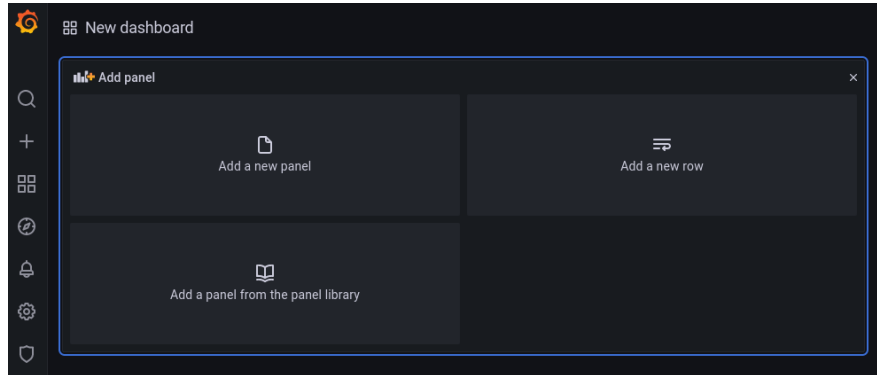 New dashboard
Add panel
Add a new panel
Add a new row
Add a panel from the panel library